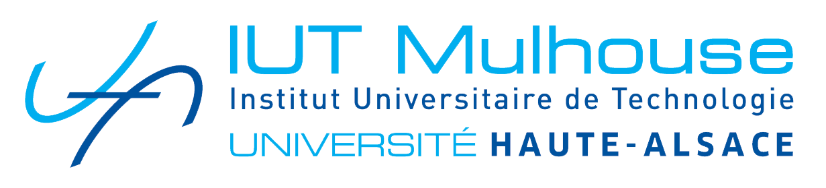 IUT Mulhouse
Institut Universitaire de Technologie
UNIVERSITÉ HAUTE-ALSACE